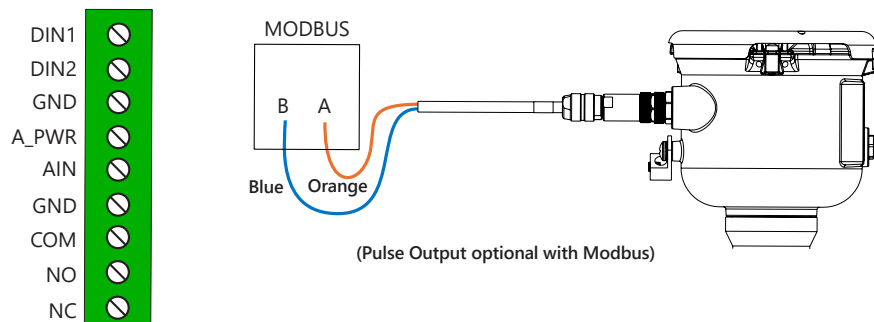 DIN1
DIN2
GND
A_PWR
AIN
GND
COM
NO
NC
MODBUS
B A
Blue Orange
(Pulse Output optional with Modbus)